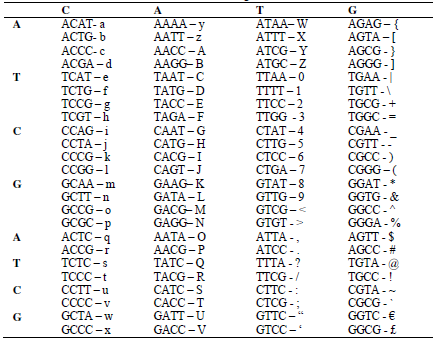 C A T G
A ACAT- a AAAA – y ATAA – W AGAG – {
ACTG- b AATT – z ATTT – X AGTA – [
ACCC- c AACC – A ATCG – Y AGCG – }
ACGA – d AAGG – B ATGC – Z AGGG – ]
T TCAT – e TAAT – C TTAA – 0 TGAA - |
TCTG – f TATG – D TTTT – 1 TGTT - \
TCCG – g TACC – E TTCC – 2 TGCG - +
TCGT – h TAGA – F TTGG - 3 TGGC - =
C CCAG – i CAAT – G CTAT – 4 CGAA - _
CCTA – j CATG – H CTTG – 5 CGTT - -
CCCG – k CACG – I CTCC – 6 CGCC - )
CCGG – l CAGT – J CTGA – 7 CGGG – (
G GCAA – m GAAG – K GTAT – 8 GGAT - *
GCTT – n GATA – L GTTG – 9 GGTG - &
GCCG – o GACG – M GTCG – < GGCC - ^
GCGC – p GAGG – N GTGT – > GGGA - %
A ACTC – q AATA – O ATTA - , AGTT - $
ACCG – r AACG – P ATCC - . AGCC - #
T TCTC – s TATC – Q TTTA - ? TGTA - @
TCCC – t TACG – R TTCG - / TGCC - !
C CCTT – u CATC – S CTTC - : CGTA – ~
CCCC – v CACC – T CTCG - ; CGCG - `
G GCTA – w GATT – U GTTC – “ GGTC - €
GCCC – x GACC – V GTCC – ‘ GGCG - £